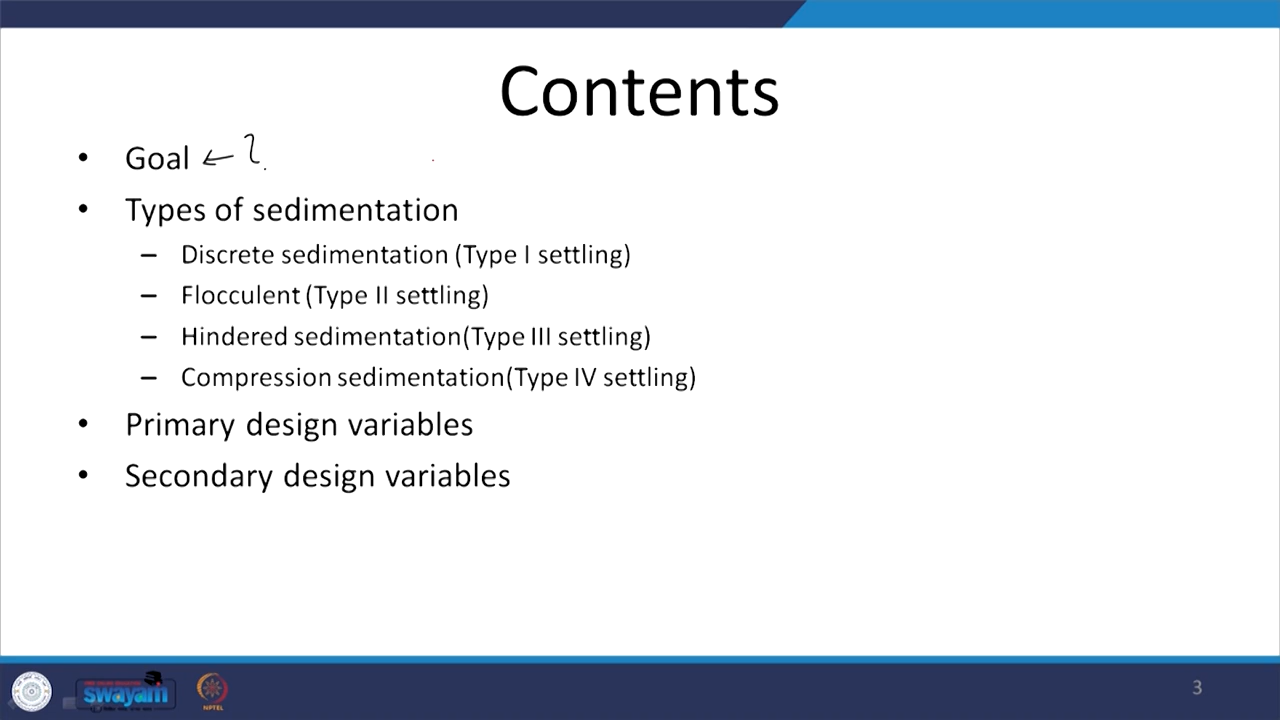 Contents
• Goal ← ?
• Types of sedimentation
– Discrete sedimentation (Type I settling)
– Flocculent (Type II settling)
– Hindered sedimentation(Type III settling)
– Compression sedimentation(Type IV settling)
• Primary design variables
• Secondary design variables
swayam
NPTEL
3